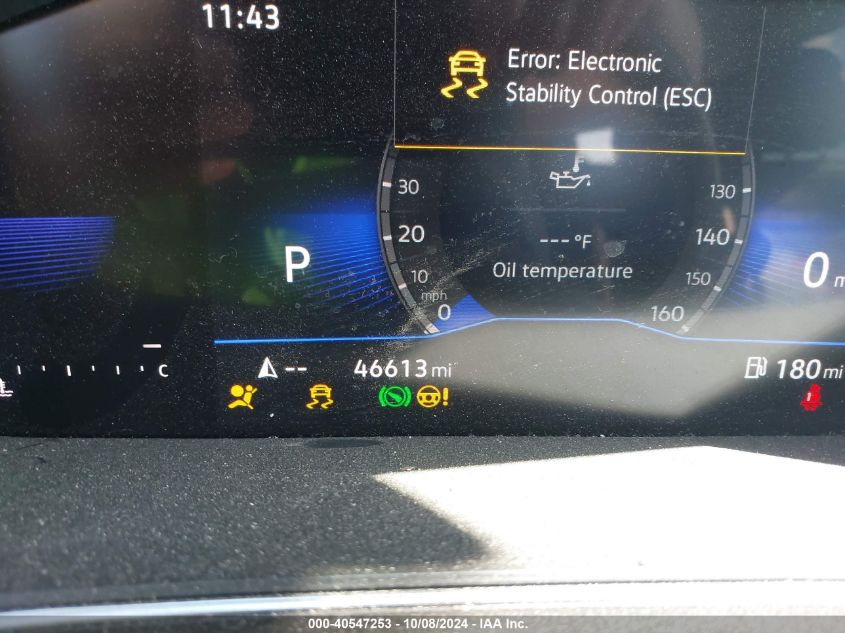 11:43
Error: Electronic
Stability Control (ESC)
30
130
20
140
--- °F
P
Oil temperature
0 m
10
150
mph
0
160
--
46613 mi
180 mi
C
000-40547253 - 10/08/2024 - IAA Inc.